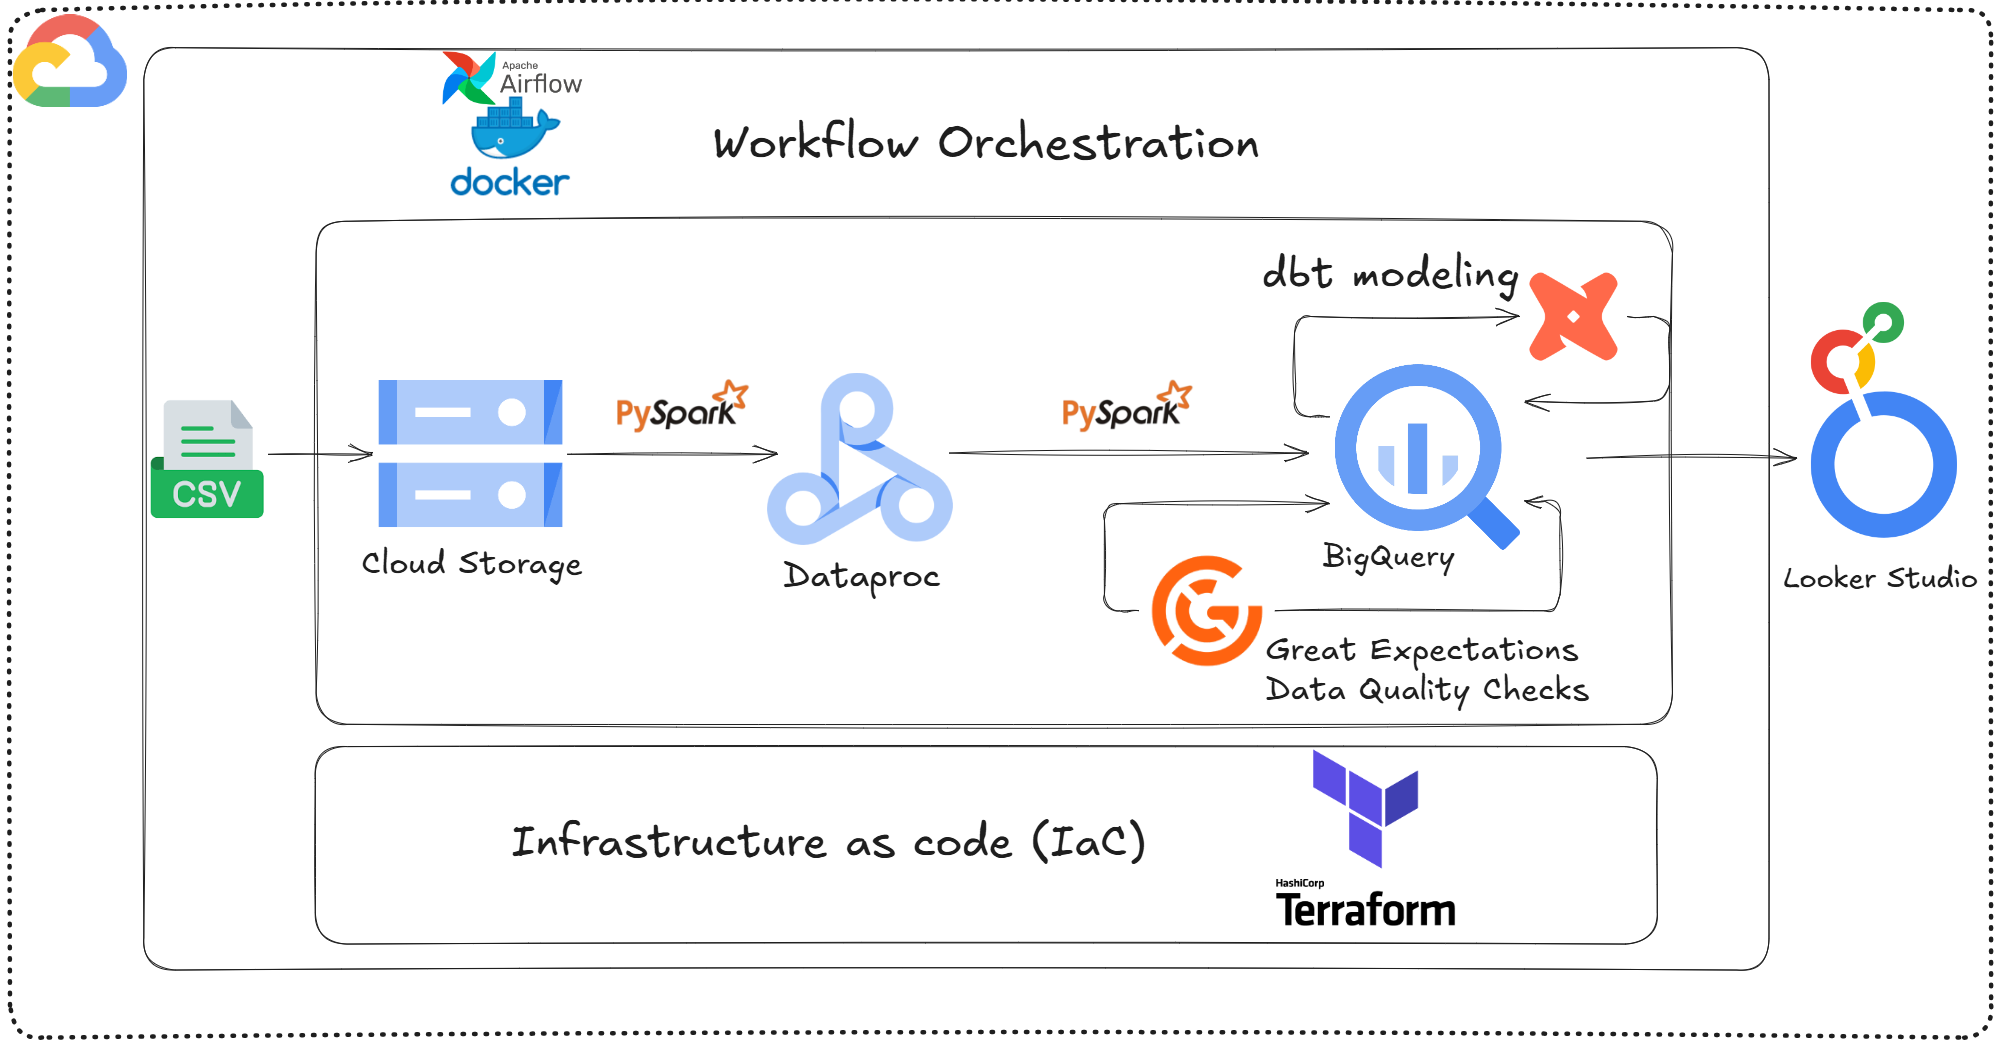 Apache
Airflow
docker
Workflow Orchestration
dbt modeling
CSV
PySpark
PySpark
Cloud Storage
Dataproc
BigQuery
Looker Studio
Great Expectations
Data Quality Checks
Infrastructure as code (IaC)
HashiCorp
Terraform